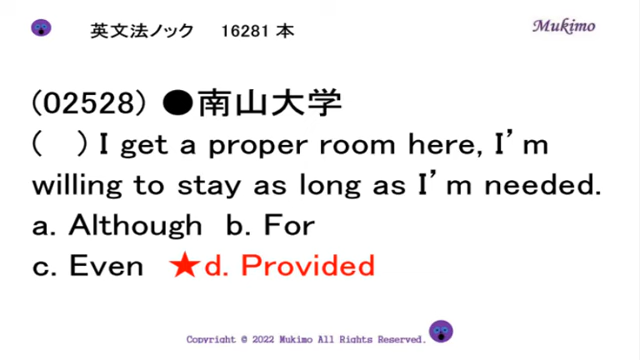 英文法ノック 16281 本
Mukimo
(02528) ●南山大学
( ) I get a proper room here, I'm
willing to stay as long as I'm needed.
a. Although b. For
c. Even ★d. Provided
Copyright @ 2022 Mukimo All Rights Reserved.